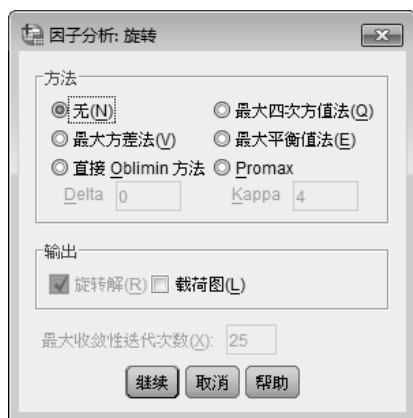 因子分析: 旋转
方法
无(N) 最大四次方值法(Q)
最大方差法(V) 最大平衡值法(E)
直接 Oblimin 方法 Promax
Delta 0 Kappa 4
输出
旋转解(R) 载荷图(L)
最大收敛性迭代次数(X): 25
继续 取消 帮助